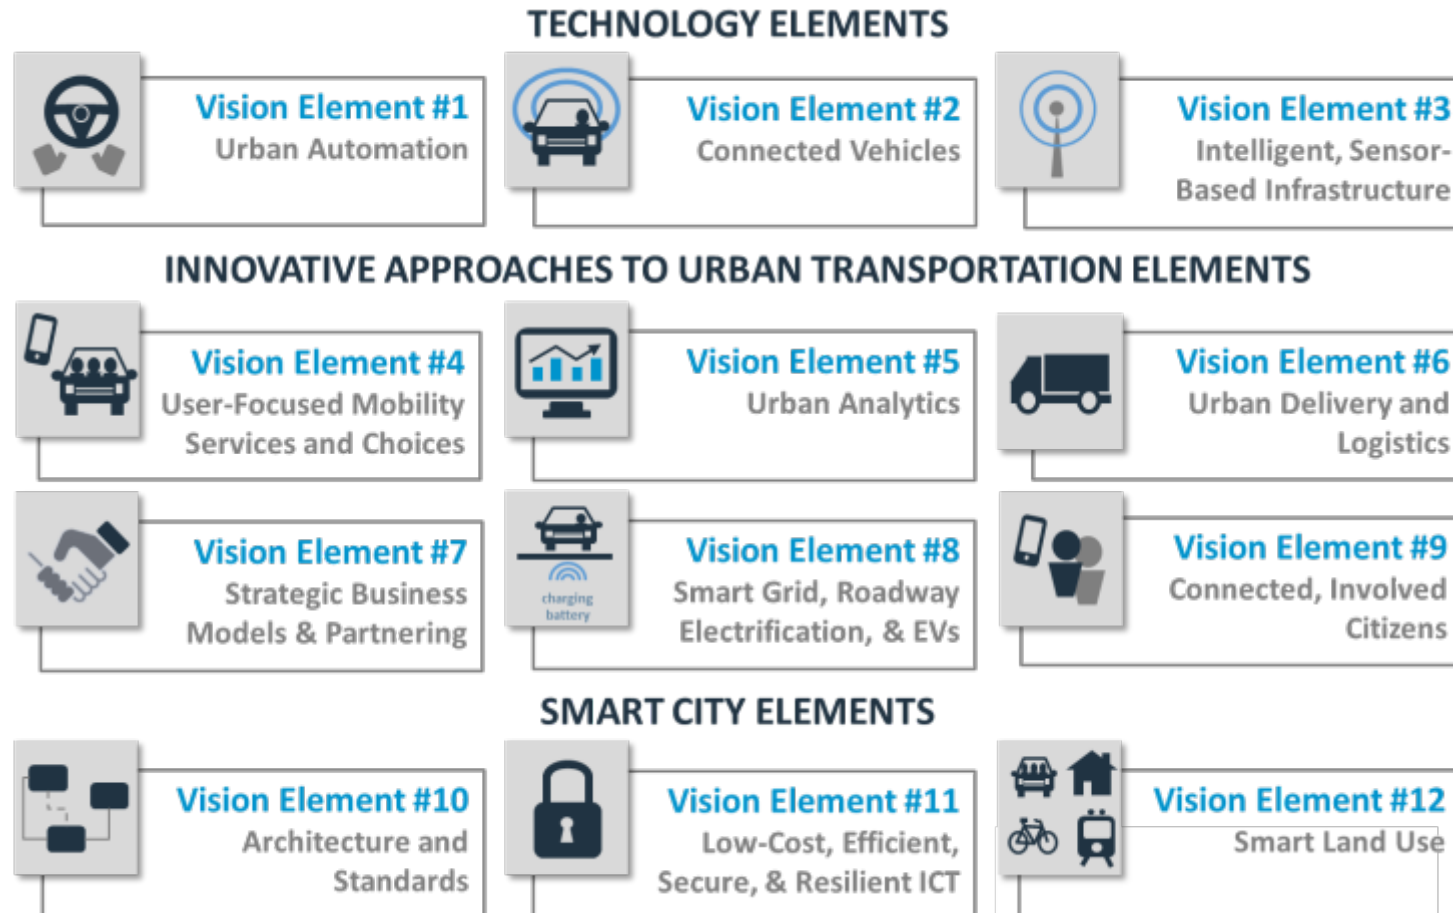 TECHNOLOGY ELEMENTS
Vision Element #1
Urban Automation
Vision Element #2
Connected Vehicles
Vision Element #3
Intelligent, Sensor-
Based Infrastructure
INNOVATIVE APPROACHES TO URBAN TRANSPORTATION ELEMENTS
Vision Element #4
User-Focused Mobility
Services and Choices
Vision Element #5
Urban Analytics
Vision Element #6
Urban Delivery and
Logistics
Vision Element #7
Strategic Business
Models & Partnering
charging
battery
Vision Element #8
Smart Grid, Roadway
Electrification, & EVs
Vision Element #9
Connected, Involved
Citizens
SMART CITY ELEMENTS
Vision Element #10
Architecture and
Standards
Vision Element #11
Low-Cost, Efficient,
Secure, & Resilient ICT
Vision Element #12
Smart Land Use